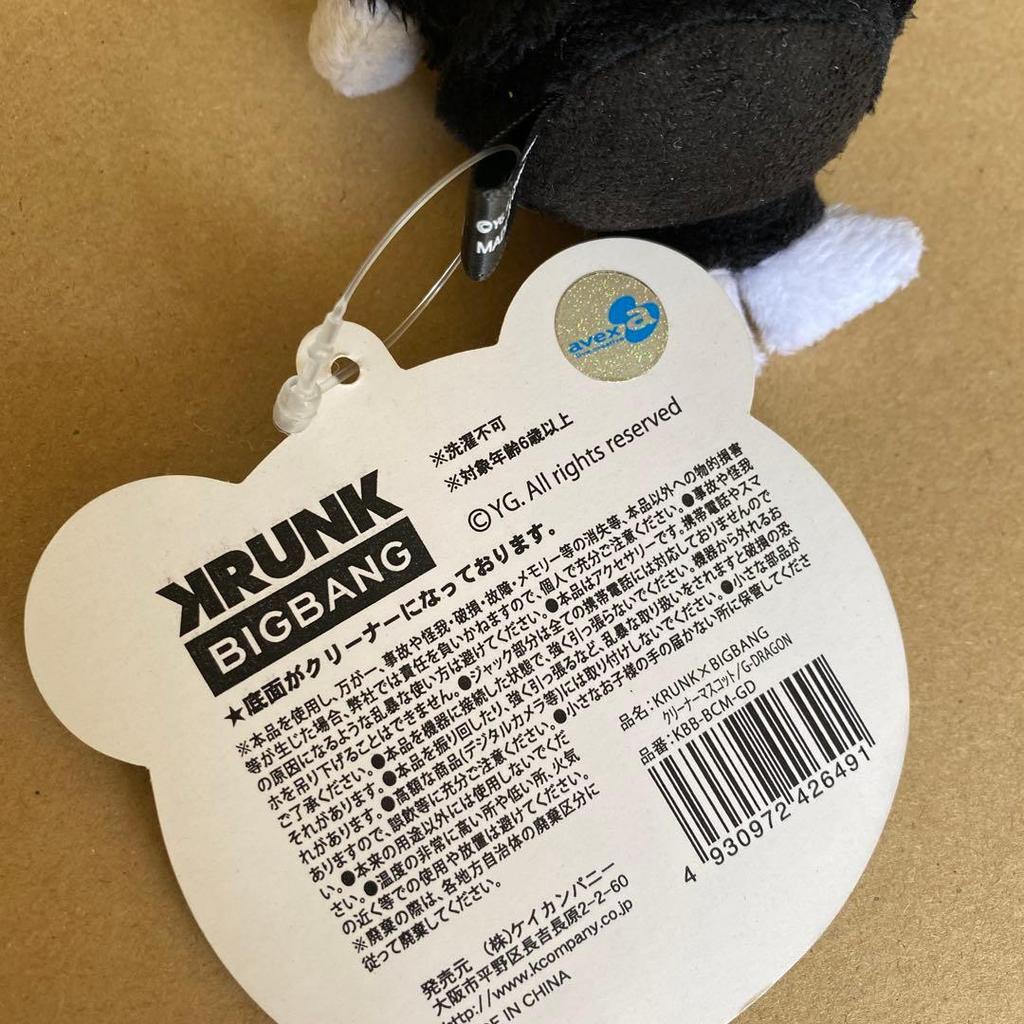 ©YG
MA
avex
a
※洗濯不可
※対象年齢6歳以上
©YG. All rights reserved
KRUNK
BIGBANG
★底面がクリーナーになっております。
※本品を使用し、万が一、事故や怪我・破損・故障・メモリー等の消失等、本品以外への物的損害
等が生じた場合、弊社では責任を負いかねますので、個人で充分ご注意ください。●事故や怪我
の原因になるような乱暴な使い方は避けてください。●本品はアクセサリーです。携帯電話やスマ
ホを吊り下げることはできません。●ジャック部分は全ての携帯電話には対応しておりませんので
ご了承ください。●本品を機器に接続した状態で、強く引っ張らないでください。機器から外れるお
それがあります。●本品を振り回したり、強く引っ張るなど、乱暴な取り扱いをされますと破損の恐
れがあります。●高額な商品(デジタルカメラ等)には取付けしないでください。●小さな部品が
ありますので、誤飲等に充分ご注意ください。●小さなお子様の手の届かない所に保管してくださ
い。●本来の用途以外には使用しないでくだ
さい。●温度の非常に高い所や低い所、火気
の近く等での使用や放置は避けてください。
※廃棄の際は、各地方自治体の廃棄区分に
従って廃棄してください。
品名:KRUNK×BIGBANG
クリーナーマスコット/G-DRAGON
品番:KBB-BCM-GD
4 930972 426491
発売元 (株)ケイカンパニー
大阪市平野区長吉長原2-2-60
http://www.kcompany.co.jp
E IN CHINA